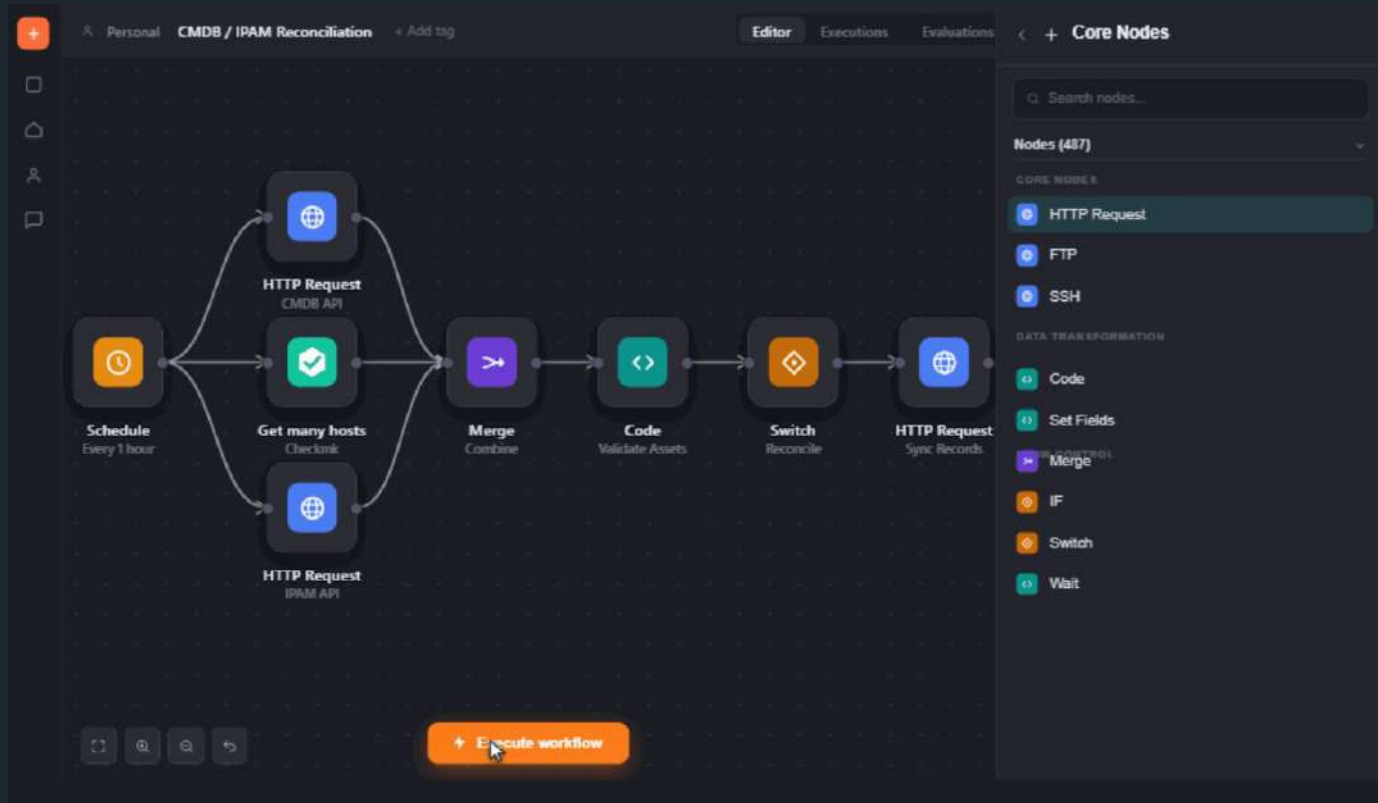 Personal CMDB / IPAM Reconciliation + Add tag
Editor Executions Evaluations
Core Nodes
Search nodes...
Nodes (487)
CORE NODES
HTTP Request
FTP
SSH
DATA TRANSFORMATION
Code
Set Fields
Merge
IF
Switch
Wait
HTTP Request
CMDB API
Schedule
Every 1 hour
Get many hosts
Checkmk
Merge
Combine
Code
Validate Assets
Switch
Reconcile
HTTP Request
Sync Records
HTTP Request
IPAM API
Execute workflow